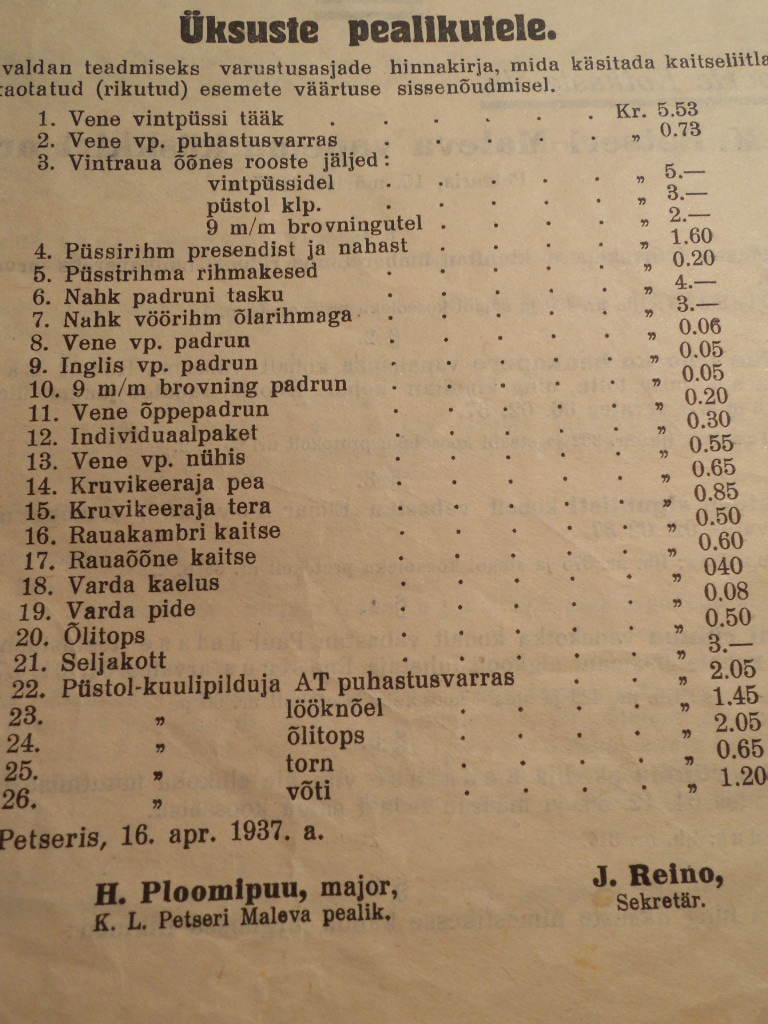 Üksuste pealikutele.
valdan teadmiseks varustusasjade hinnakirja, mida käsitada kaitseliitla
kaotatud (rikutud) esemete väärtuse sissenõudmisel.
1. Vene vintpüssi tääk . . . . . Kr. 5.53
2. Vene vp. puhastusvarras . . . . . „ 0.73
3. Vintraua õõnes rooste jäljed:
vintpüssidel . . . . . „ 5.—
püstol klp. . . . . . „ 3.—
9 m/m brovningutel . . . . „ 2.—
4. Püssirihm presendist ja nahast . . . . „ 1.60
5. Püssirihma rihmakesed . . . . . „ 0.20
6. Nahk padruni tasku . . . . . „ 4.—
7. Nahk vöörihm õlarihmaga . . . . . „ 3.—
8. Vene vp. padrun . . . . . „ 0.06
9. Inglis vp. padrun . . . . . „ 0.05
10. 9 m/m brovning padrun . . . . . „ 0.05
11. Vene õppepadrun . . . . . „ 0.20
12. Individuaalpaket . . . . . „ 0.30
13. Vene vp. nühis . . . . . „ 0.55
14. Kruvikeeraja pea . . . . . „ 0.65
15. Kruvikeeraja tera . . . . . „ 0.85
16. Rauakambri kaitse . . . . . „ 0.50
17. Rauaõõne kaitse . . . . . „ 0.60
18. Varda kaelus . . . . . „ 040
19. Varda pide . . . . . „ 0.08
20. Õlitops . . . . . „ 0.50
21. Seljakott . . . . . „ 3.—
22. Püstol-kuulipilduja AT puhastusvarras . . . „ 2.05
23. „ lööknõel . . . . „ 1.45
24. „ õlitops . . . . „ 2.05
25. „ torn . . . . „ 0.65
26. „ võti . . . . „ 1.20
Petseris, 16. apr. 1937. a.
H. Ploomipuu, major,
K. L. Petseri Maleva pealik.
J. Reino,
Sekretär.